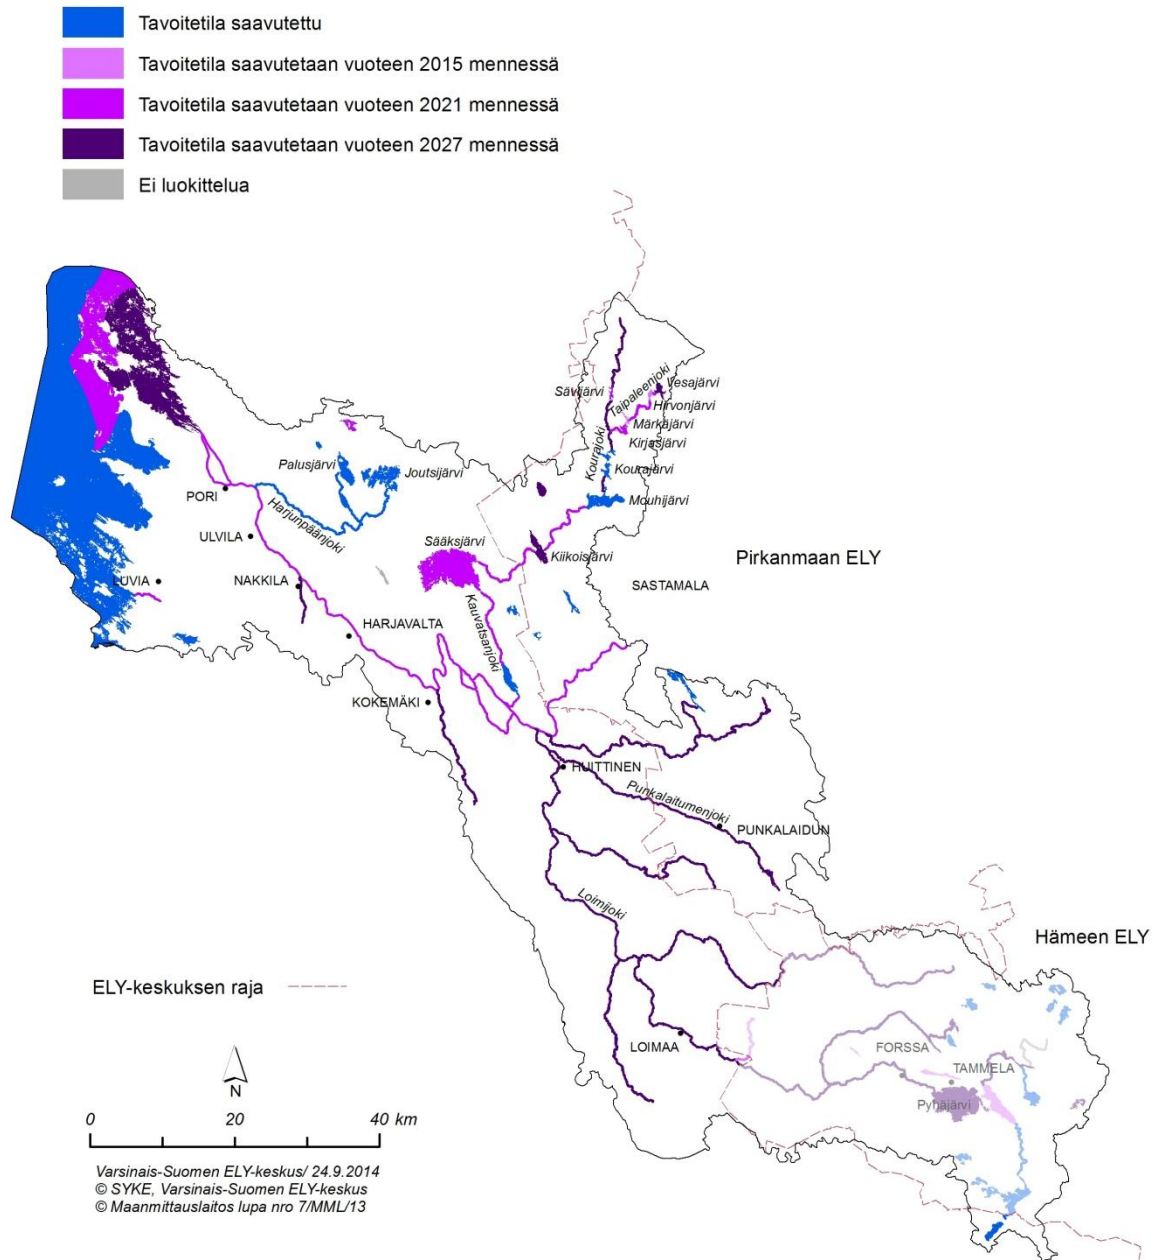 Tavoitetila saavutettu
Tavoitetila saavutetaan vuoteen 2015 mennessä
Tavoitetila saavutetaan vuoteen 2021 mennessä
Tavoitetila saavutetaan vuoteen 2027 mennessä
Ei luokittelua
Vesajärvi
Sävijärvi
Taipaleenjoki
Hirvonjärvi
Märkäjärvi
Kirjasjärvi
Kourajoki
Kourajärvi
Palusjärvi
Joutsijärvi
PORI
Mouhijärvi
Harjunpäänjoki
ULVILA
Sääksjärvi
Kiikoisjärvi
Pirkanmaan ELY
LUVIA
NAKKILA
SASTAMALA
HARJAVALTA
Kauvatsanjoki
KOKEMÄKI
HUITTINEN
Punkalaitumenjoki
PUNKALAIDUN
Loimijoki
Hämeen ELY
ELY-keskuksen raja
LOIMAA
FORSSA
TAMMELA
Pyhäjärvi
N
0 20 40 km
Varsinais-Suomen ELY-keskus/ 24.9.2014
© SYKE, Varsinais-Suomen ELY-keskus
© Maanmittauslaitos lupa nro 7/MML/13